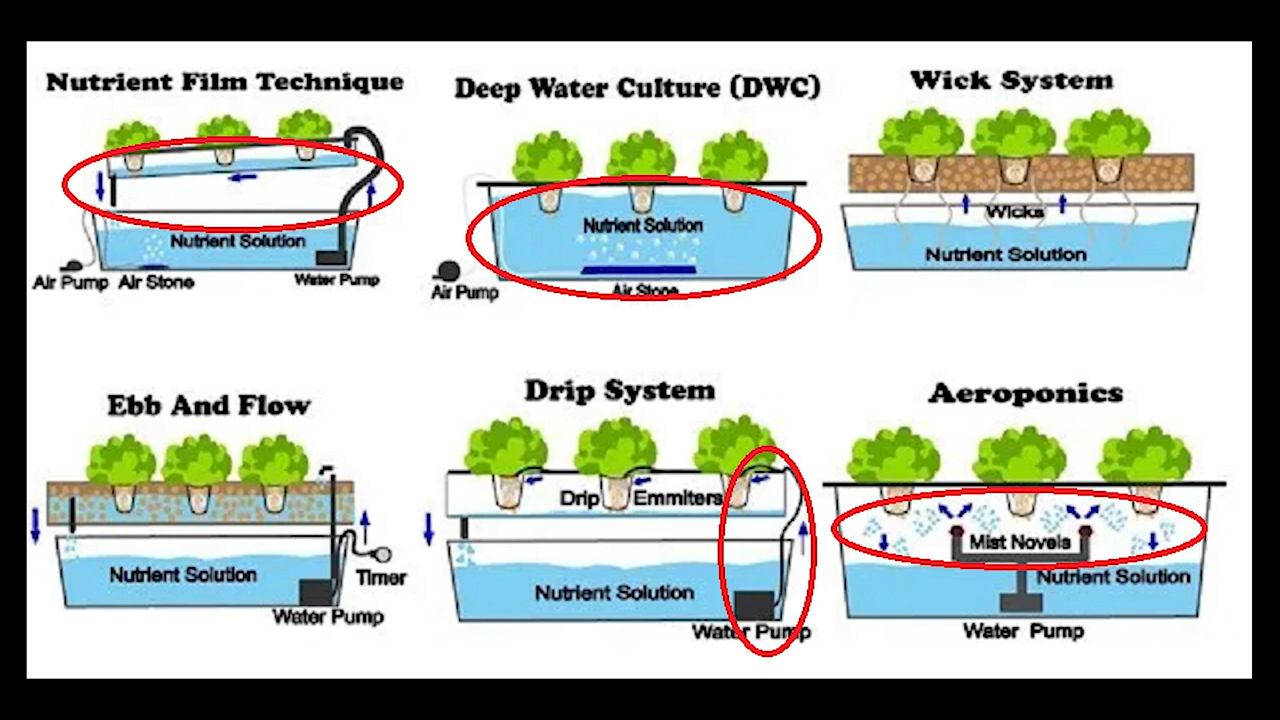 Nutrient Film Technique
Nutrient Solution
Air Pump Air Stone
Water Pump
Deep Water Culture (DWC)
Nutrient Solution
Air Pump
Air Stone
Wick System
Wicks
Nutrient Solution
Ebb And Flow
Nutrient Solution
Timer
Water Pump
Drip System
Drip Emmiters
Nutrient Solution
Water Pump
Aeroponics
Mist Novels
Nutrient Solution
Water Pump